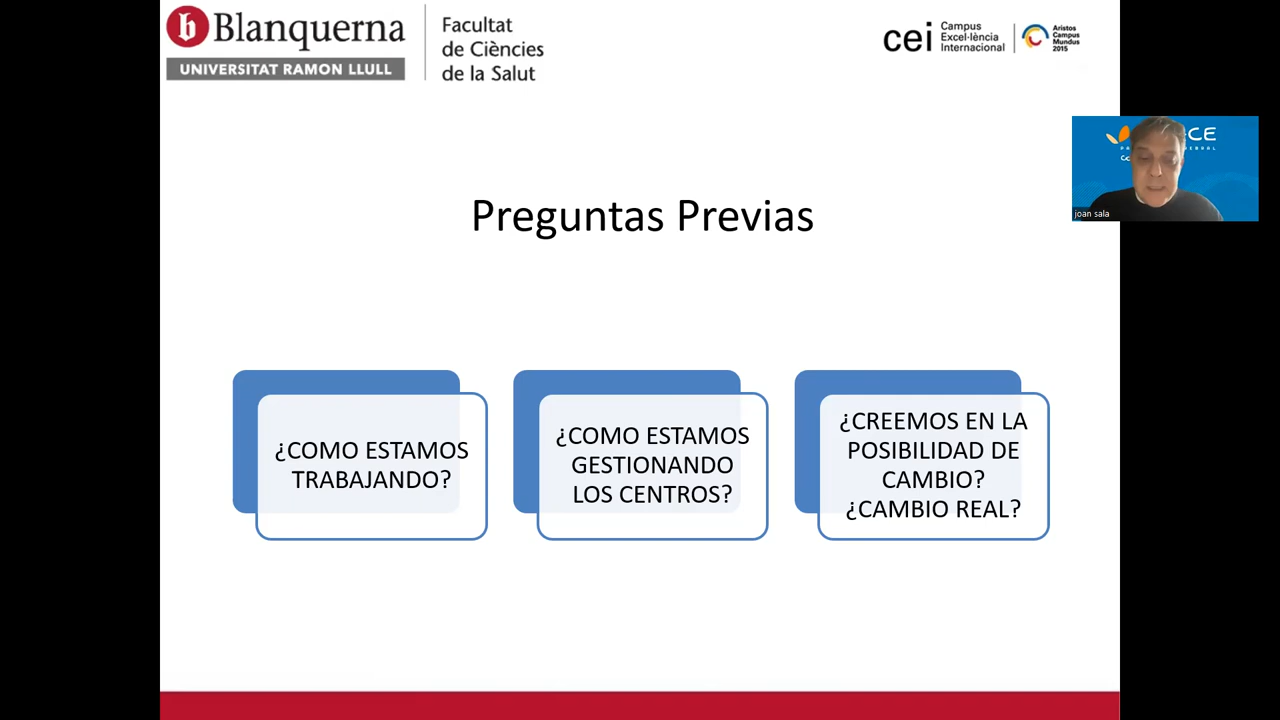 Blanquerna
UNIVERSITAT RAMON LLULL
Facultat
de Ciències
de la Salut
cei
Campus
Excel·lència
Internacional
Aristos
Campus
Mundus
2015
joan sala
Preguntas Previas
¿COMO ESTAMOS
TRABAJANDO?
¿COMO ESTAMOS
GESTIONANDO
LOS CENTROS?
¿CREEMOS EN LA
POSIBILIDAD DE
CAMBIO?
¿CAMBIO REAL?